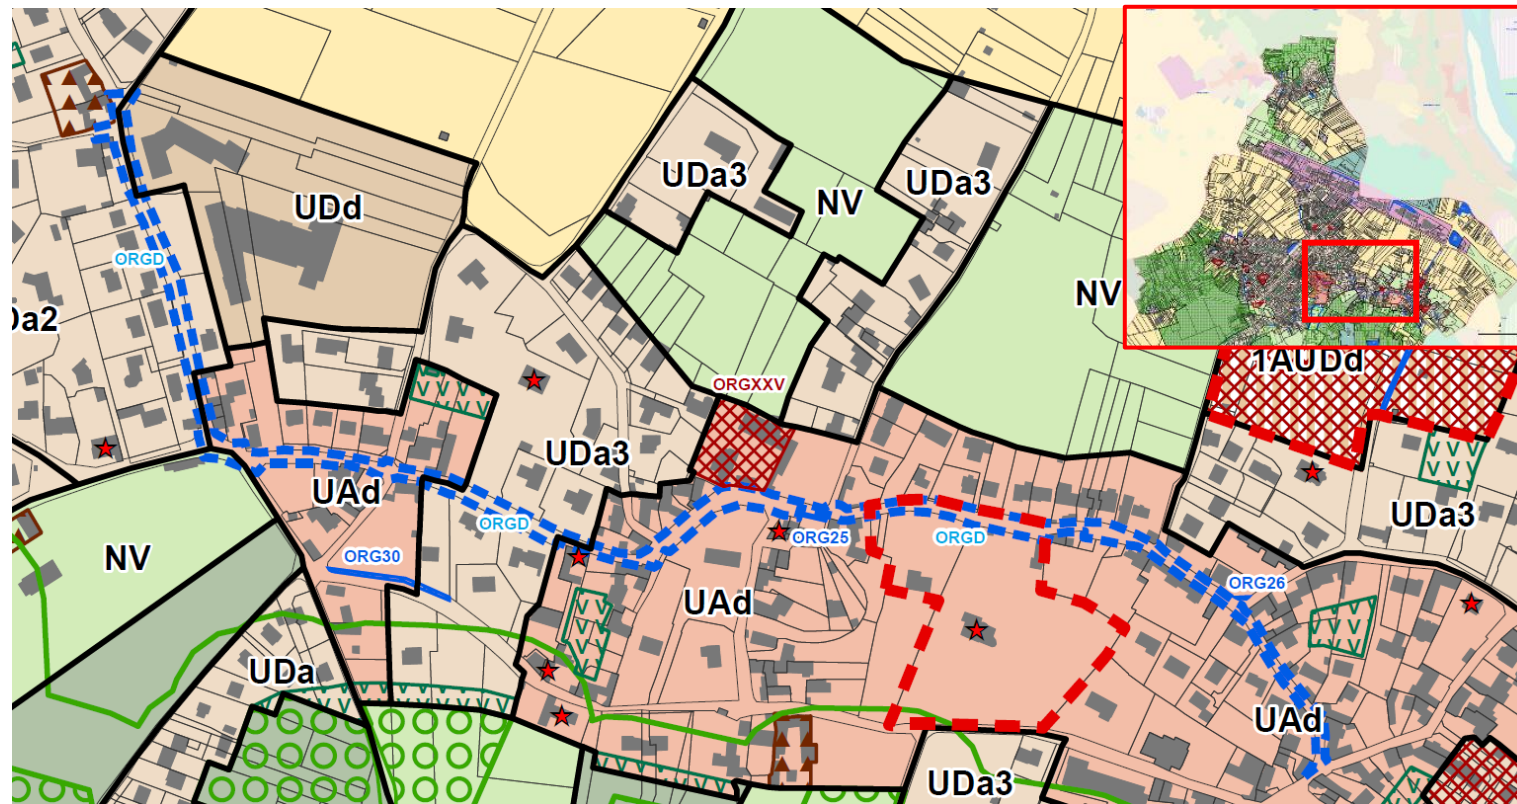 UDa3
NV
UDa3
UDd
ORGD
Da2
NV
1AUDd
ORGXXV
UDa3
UAd
UDa3
ORGD
ORG25
ORGD
NV
ORG30
ORG26
UAd
UDa
UAd
UDa3